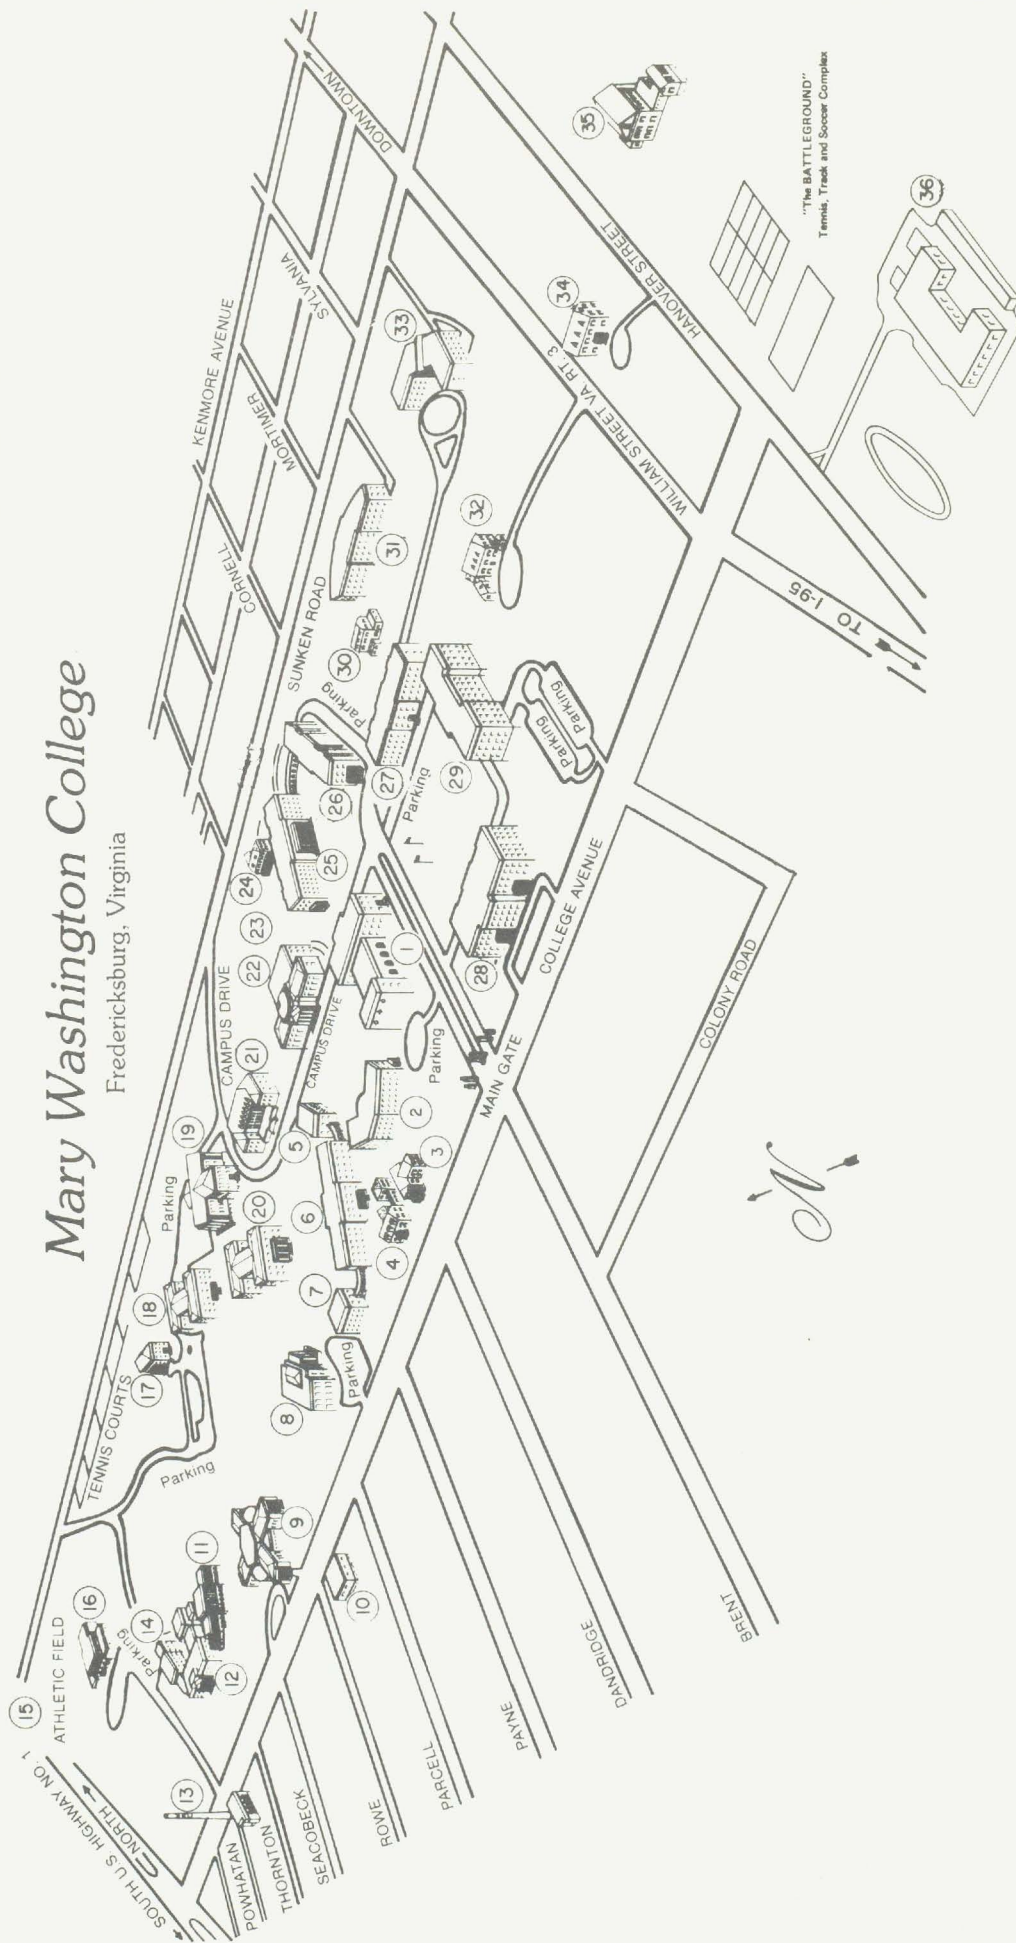 Mary Washington College
Fredericksburg, Virginia
SOUTH U.S. HIGHWAY NO. 1
NORTH
15
ATHLETIC FIELD
16
Parking
14
11
12
13
POWHATAN
THORNTON
SEACOBECK
ROWE
PARCELL
PAYNE
DANDRIDGE
BRENT
TENNIS COURTS
Parking
17
18
Parking
19
20
CAMPUS DRIVE
21
22
23
24
25
26
CAMPUS DRIVE
5
6
7
8
Parking
9
10
4
3
2
Parking
1
MAIN GATE
28
COLLEGE AVENUE
COLONY ROAD
Parking
27
29
Parking
Parking
Parking
30
31
32
33
SUNKEN ROAD
KENMORE AVENUE
CORNELL
MORTIMER
SYLVANIA
DOWNTOWN
WILLIAM STREET VA. RT. 3
34
HANOVER STREET
35
"The BATTLEGROUND"
Tennis, Track and Soccer Complex
36
TO I-95
N